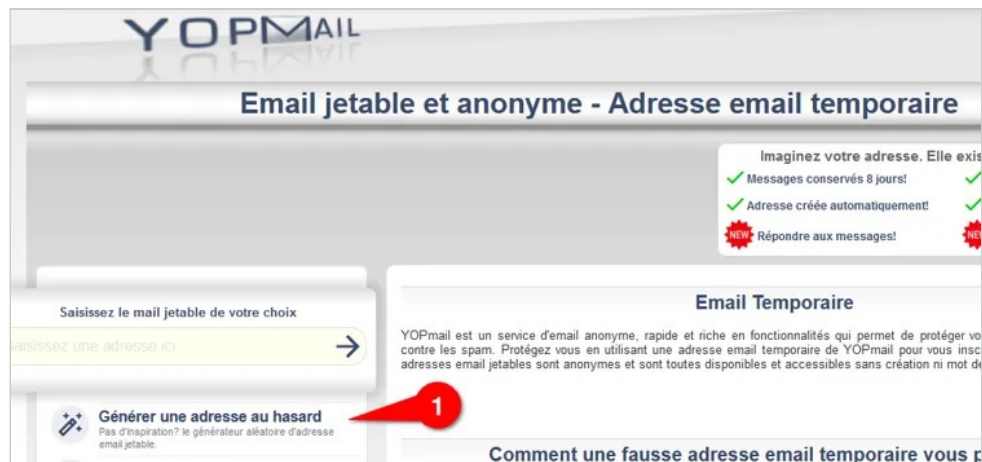 YOPMAIL
Email jetable et anonyme - Adresse email temporaire
Imaginez votre adresse. Elle exis
Messages conservés 8 jours!
Adresse créée automatiquement!
NEW Répondre aux messages!
NE
Saisissez le mail jetable de votre choix
Saisissez une adresse ici
Générer une adresse au hasard
Pas d'inspiration? le générateur aléatoire d'adresse
email jetable.
1
Email Temporaire
YOPmail est un service d'email anonyme, rapide et riche en fonctionnalités qui permet de protéger vo
contre les spam. Protégez vous en utilisant une adresse email temporaire de YOPmail pour vous insc
adresses email jetables sont anonymes et sont toutes disponibles et accessibles sans création ni mot de
Comment une fausse adresse email temporaire vous p